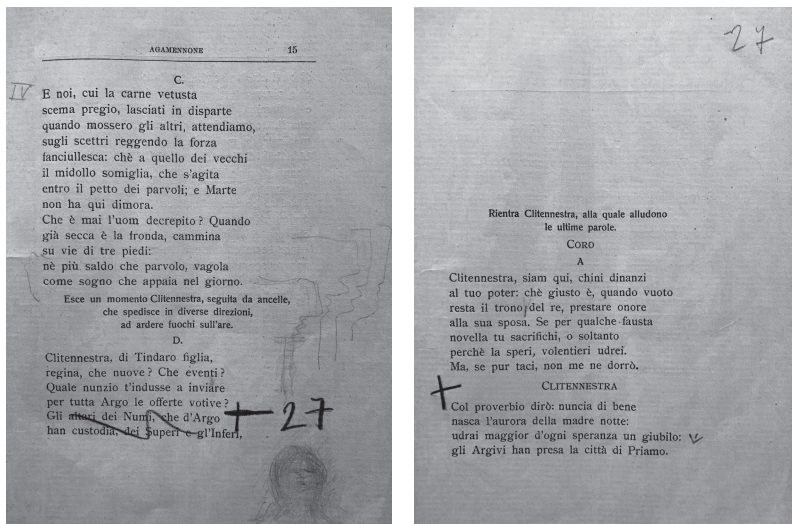 AGAMENNONE 15
C.
IV
E noi, cui la carne vetusta
scema pregio, lasciati in disparte
quando mossero gli altri, attendiamo,
sugli scettri reggendo la forza
fanciullesca: chè a quello dei vecchi
il midollo somiglia, che s'agita
entro il petto dei parvoli; e Marte
non ha qui dimora.
Che è mai l'uom decrepito? Quando
già secca è la fronda, cammina
su vie di tre piedi:
nè più saldo che parvolo, vagola
come sogno che appaia nel giorno.
Esce un momento Clitennestra, seguita da ancelle,
che spedisce in diverse direzioni,
ad ardere fuochi sull'are.
D.
Clitennestra, di Tindaro figlia,
regina, che nuove? Che eventi?
Quale nunzio t'indusse a inviare
per tutta Argo le offerte votive?
Gli altari dei Numi, che d'Argo
han custodia, dei Superi e gl'Inferi,
27
27
Rientra Clitennestra, alla quale alludono
le ultime parole.
CORO
A
Clitennestra, siam qui, chini dinanzi
al tuo poter: chè giusto è, quando vuoto
resta il trono del re, prestare onore
alla sua sposa. Se per qualche fausta
novella tu sacrifichi, o soltanto
perchè la speri, volentieri udrei.
Ma, se pur taci, non me ne dorrò.
CLITENNESTRA
Col proverbio dirò: nuncia di bene
nasca l'aurora della madre notte:
udrai maggior d'ogni speranza un giubilo:
gli Argivi han presa la città di Priamo.